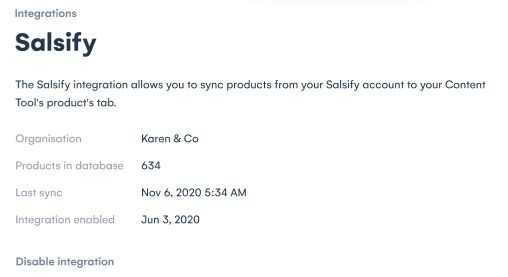 Integrations
Salsify
The Salsify integration allows you to sync products from your Salsify account to your Content
Tool's product's tab.
Organisation Karen & Co
Products in database 634
Last sync Nov 6, 2020 5:34 AM
Integration enabled Jun 3, 2020
Disable integration